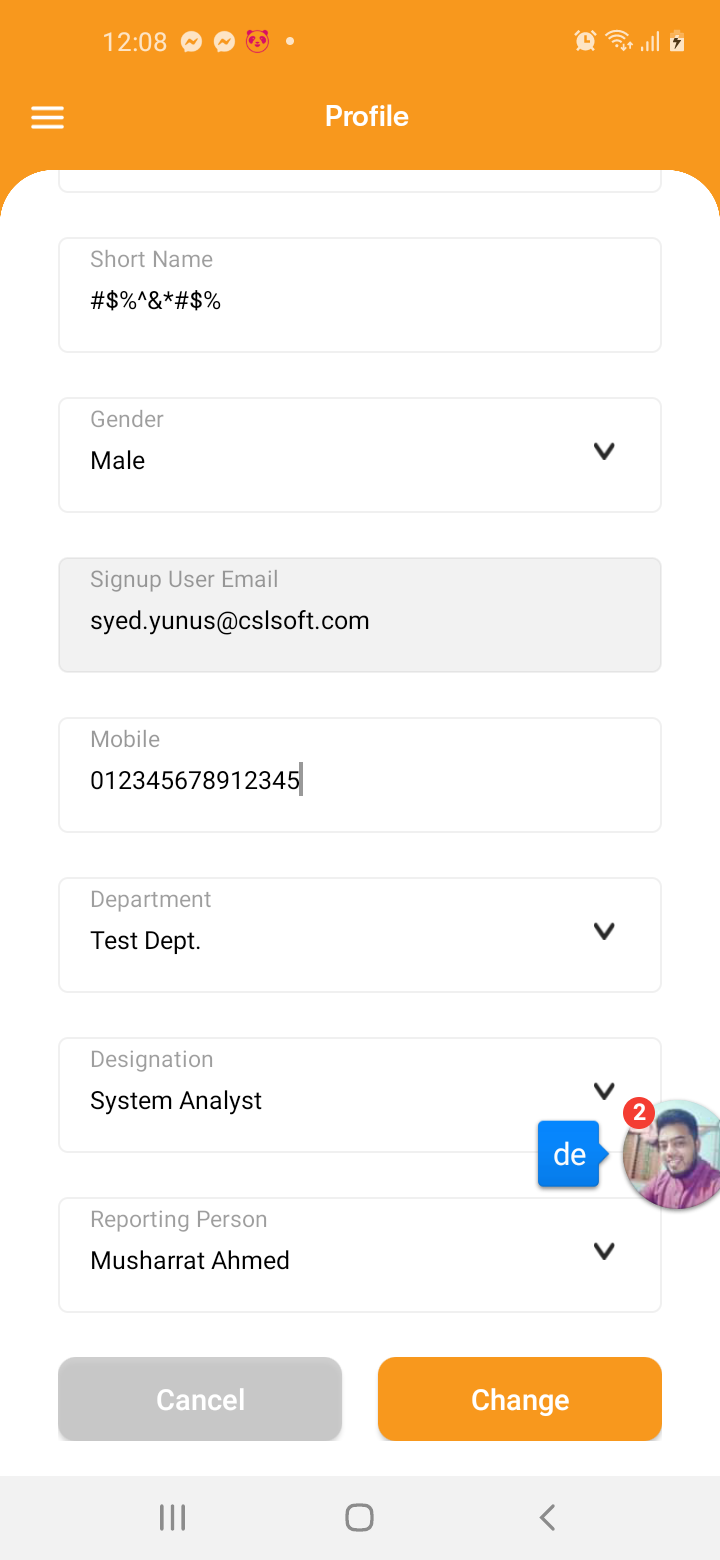 12:08
Profile
Short Name
#$%^&*#$%
Gender
Male
Signup User Email
syed.yunus@cslsoft.com
Mobile
012345678912345
Department
Test Dept.
Designation
System Analyst
2
de
Reporting Person
Musharrat Ahmed
Cancel
Change